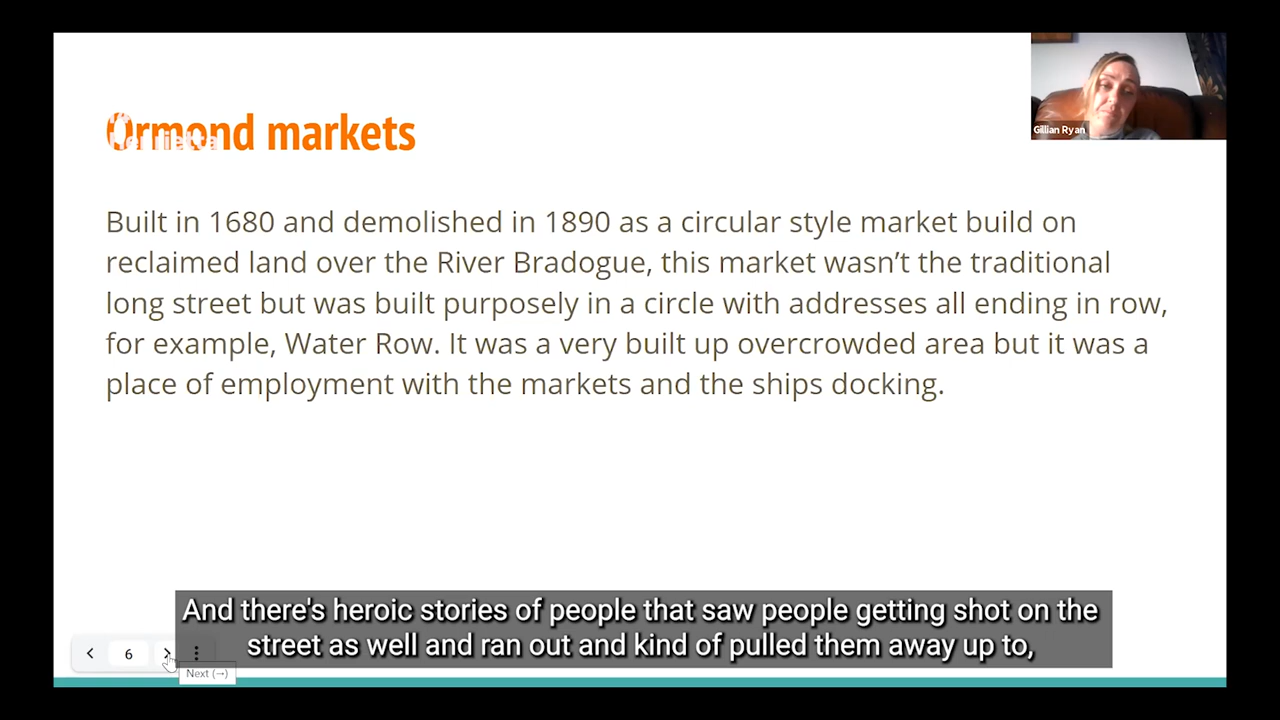 Ormond markets
Henrietta
Gillian Ryan
Built in 1680 and demolished in 1890 as a circular style market build on
reclaimed land over the River Bradogue, this market wasn't the traditional
long street but was built purposely in a circle with addresses all ending in row,
for example, Water Row. It was a very built up overcrowded area but it was a
place of employment with the markets and the ships docking.
And there's heroic stories of people that saw people getting shot on the
street as well and ran out and kind of pulled them away up to,
6
Next (→)